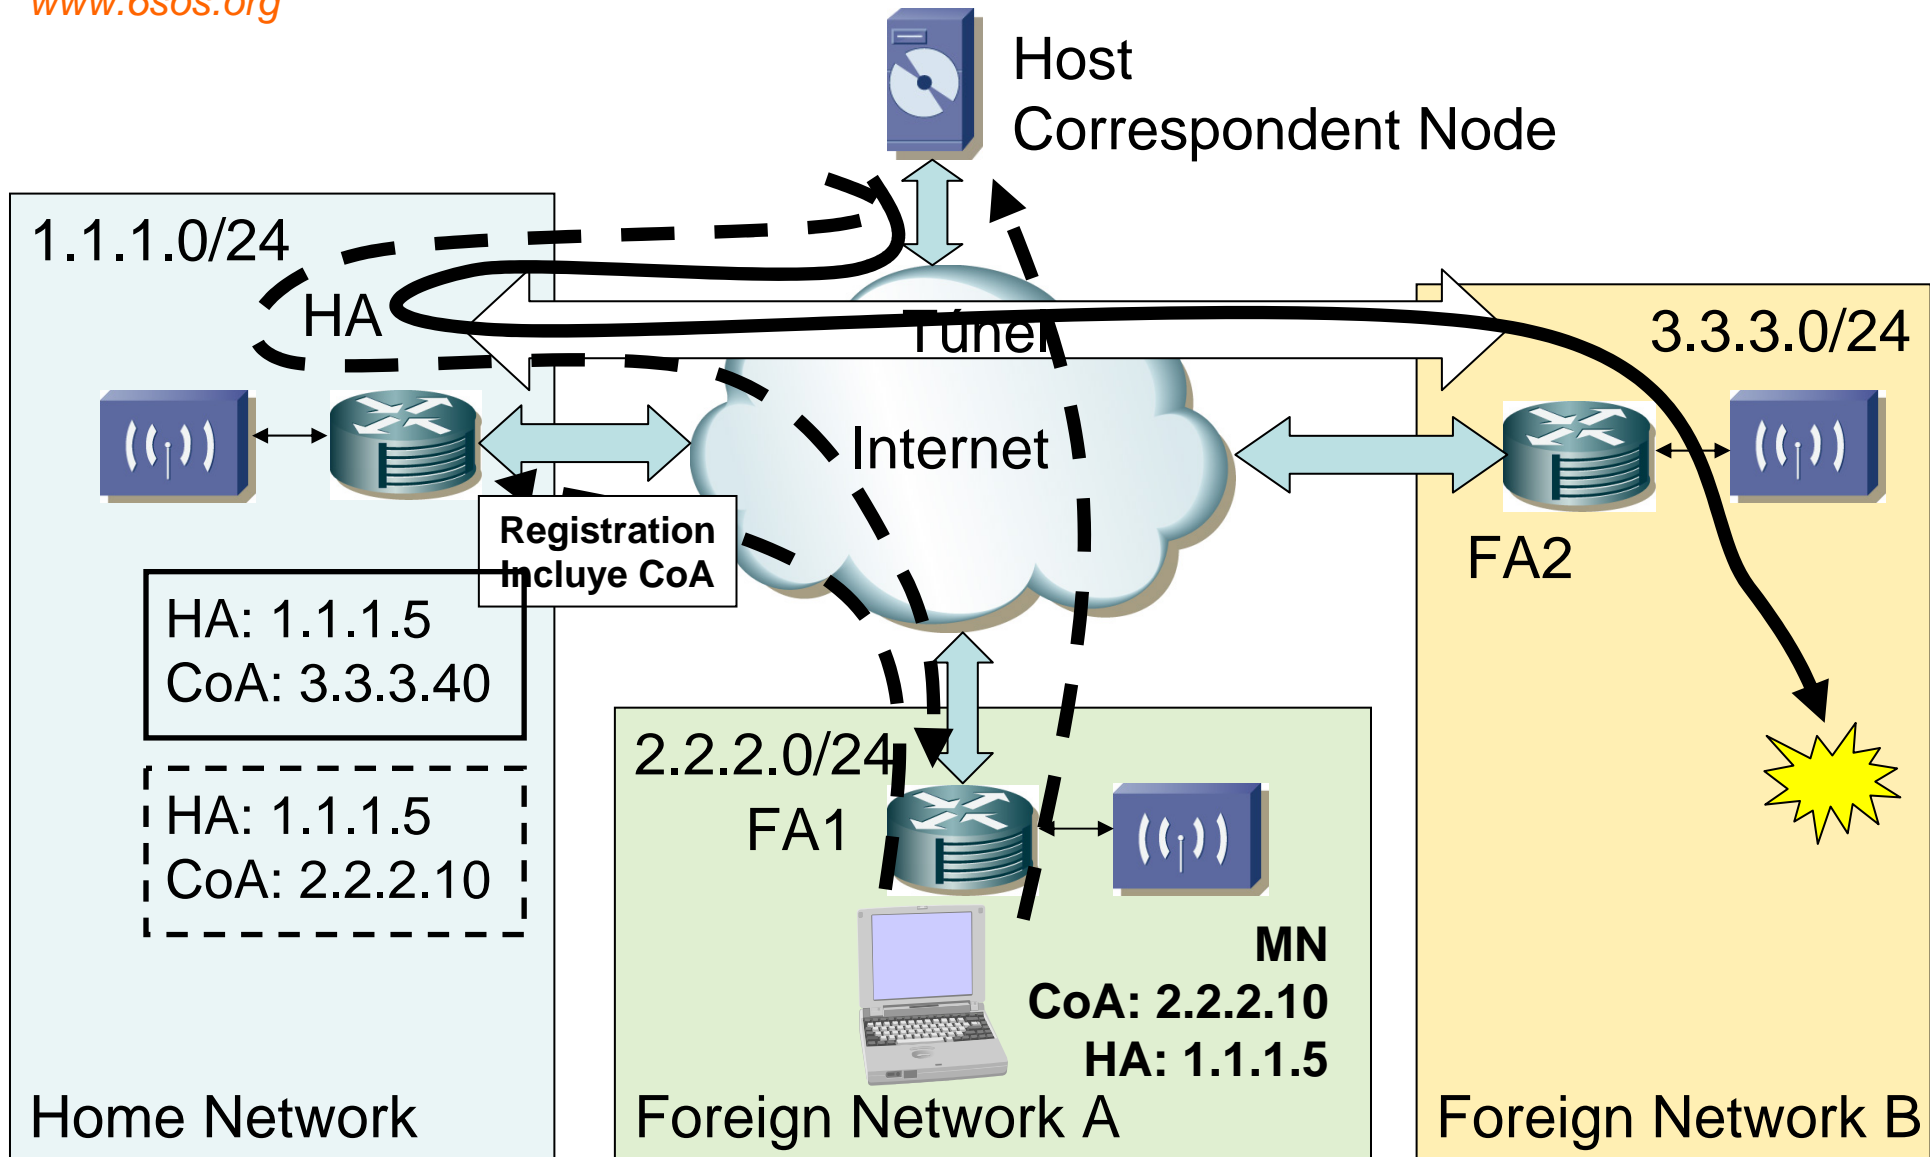 www.6sos.org
Host
Correspondent Node
1.1.1.0/24
HA
Túnel
3.3.3.0/24
Internet
Registration
Incluye CoA
FA2
HA: 1.1.1.5
CoA: 3.3.3.40
2.2.2.0/24
HA: 1.1.1.5
CoA: 2.2.2.10
FA1
MN
CoA: 2.2.2.10
HA: 1.1.1.5
Home Network
Foreign Network A
Foreign Network B